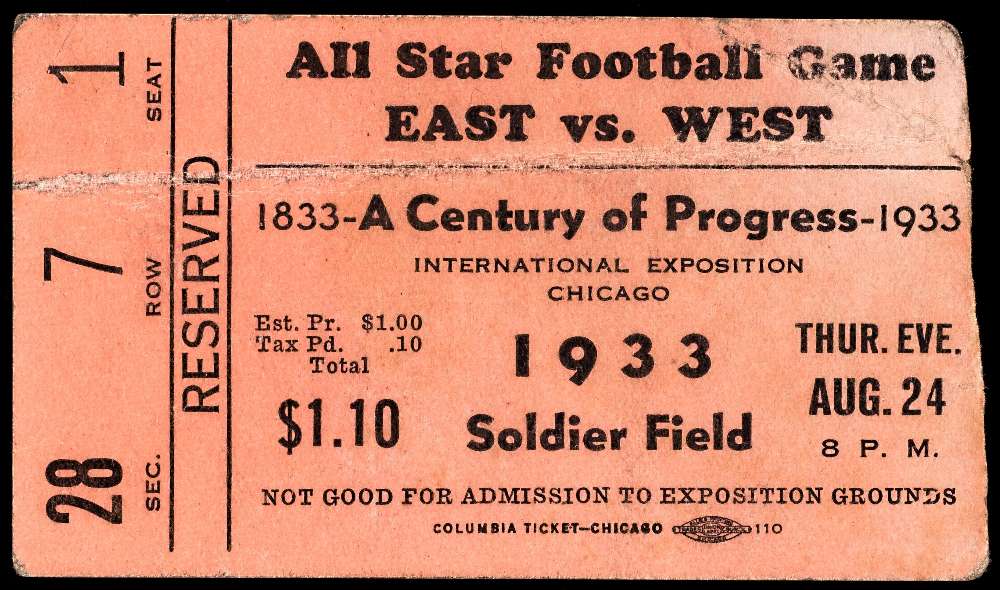 1 SEAT
7 ROW
28 SEC.
RESERVED
All Star Football Game
EAST vs. WEST
1833-A Century of Progress-1933
INTERNATIONAL EXPOSITION
CHICAGO
Est. Pr. $1.00
Tax Pd. .10
Total
$1.10
1933
Soldier Field
THUR. EVE.
AUG. 24
8 P. M.
NOT GOOD FOR ADMISSION TO EXPOSITION GROUNDS
COLUMBIA TICKET—CHICAGO 110